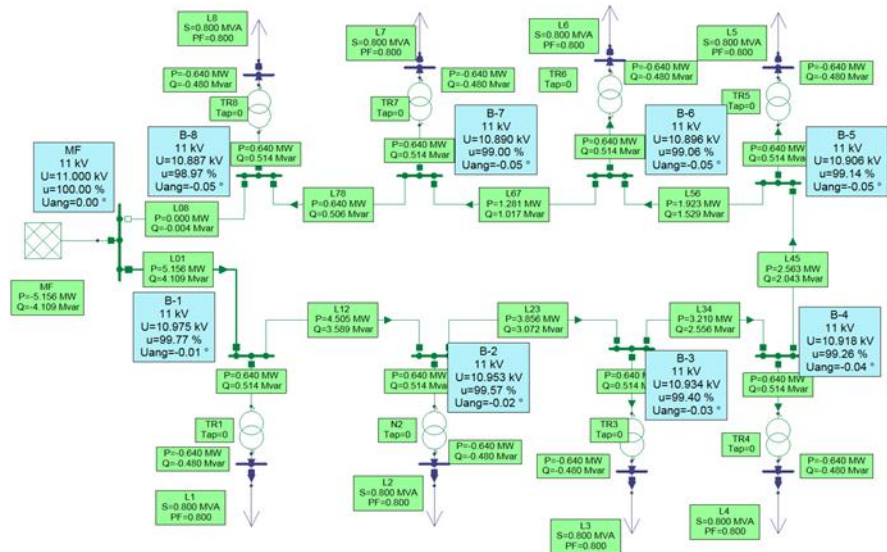 L8
S=0.800 MVA
PF=0.800
L7
S=0.800 MVA
PF=0.800
L6
S=0.800 MVA
PF=0.800
L5
S=0.800 MVA
PF=0.800
P=-0.640 MW
Q=-0.480 Mvar
P=-0.640 MW
Q=-0.480 Mvar
P=-0.640 MW
Q=-0.480 Mvar
P=-0.640 MW
Q=-0.480 Mvar
TR8
Tap=0
TR7
Tap=0
TR6
Tap=0
TR5
Tap=0
MF
11 kV
U=11.000 kV
u=100.00 %
Uang=0.00 °
B-8
11 kV
U=10.887 kV
u=98.97 %
Uang=-0.05 °
P=0.640 MW
Q=0.514 Mvar
B-7
11 kV
U=10.890 kV
u=99.00 %
Uang=-0.05 °
P=0.640 MW
Q=0.514 Mvar
B-6
11 kV
U=10.896 kV
u=99.06 %
Uang=-0.05 °
P=0.640 MW
Q=0.514 Mvar
B-5
11 kV
U=10.906 kV
u=99.14 %
Uang=-0.05 °
P=0.640 MW
Q=0.514 Mvar
L08
P=0.000 MW
Q=-0.004 Mvar
L78
P=0.640 MW
Q=0.506 Mvar
L67
P=1.281 MW
Q=1.017 Mvar
L56
P=1.923 MW
Q=1.529 Mvar
L01
P=5.156 MW
Q=4.109 Mvar
L45
P=2.563 MW
Q=2.043 Mvar
MF
P=-5.156 MW
Q=-4.109 Mvar
B-1
11 kV
U=10.975 kV
u=99.77 %
Uang=-0.01 °
L12
P=4.505 MW
Q=3.589 Mvar
L23
P=3.856 MW
Q=3.072 Mvar
L34
P=3.210 MW
Q=2.556 Mvar
B-4
11 kV
U=10.918 kV
u=99.26 %
Uang=-0.04 °
B-2
11 kV
U=10.953 kV
u=99.57 %
Uang=-0.02 °
B-3
11 kV
U=10.934 kV
u=99.40 %
Uang=-0.03 °
P=0.640 MW
Q=0.514 Mvar
P=0.640 MW
Q=0.514 Mvar
P=0.640
Q=0.514
P=0.640 MW
Q=0.514 Mvar
TR1
Tap=0
N2
Tap=0
TR3
Tap=0
TR4
Tap=0
P=-0.640 MW
Q=-0.480 Mvar
P=-0.640 MW
Q=-0.480 Mvar
P=-0.640 MW
Q=-0.480 Mvar
P=-0.640 MW
Q=-0.480 Mvar
L1
S=0.800 MVA
PF=0.800
L2
S=0.800 MVA
PF=0.800
L3
S=0.800 MVA
PF=0.800
L4
S=0.800 MVA
PF=0.800